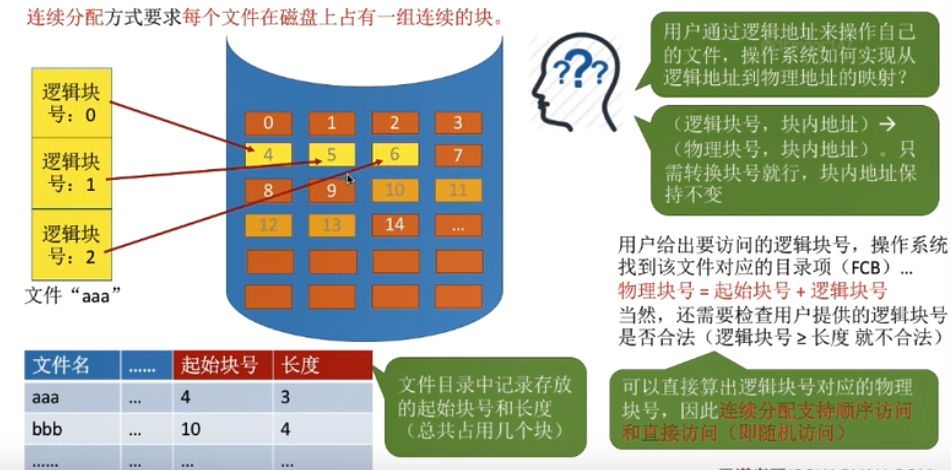 连续分配方式要求每个文件在磁盘上占有一组连续的块。
逻辑块
号：0
逻辑块
号：1
逻辑块
号：2
文件“aaa”
0 1 2 3
4 5 6 7
8 9 10 11
12 13 14 ...
???
用户通过逻辑地址来操作自己
的文件，操作系统如何实现从
逻辑地址到物理地址的映射？
（逻辑块号，块内地址）→
（物理块号，块内地址）。只
需转换块号就行，块内地址保
持不变
用户给出要访问的逻辑块号，操作系统
找到该文件对应的目录项（FCB）...
物理块号 = 起始块号 + 逻辑块号
当然，还需要检查用户提供的逻辑块号
是否合法（逻辑块号 ≥ 长度 就不合法）
文件名 …… 起始块号 长度
aaa ... 4 3
bbb ... 10 4
…… ... ... ...
文件目录中记录存放
的起始块号和长度
（总共占用几个块）
可以直接算出逻辑块号对应的物理
块号，因此连续分配支持顺序访问
和直接访问（即随机访问）